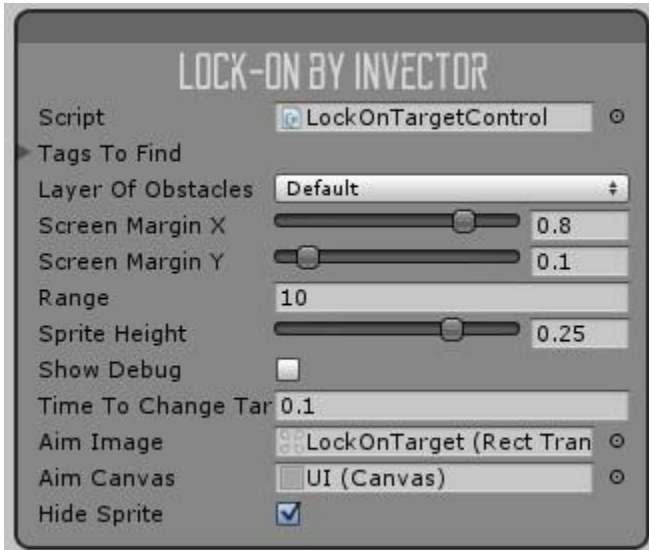 LOCK-ON BY INVECTOR
Script LockOnTargetControl
Tags To Find
Layer Of Obstacles Default
Screen Margin X 0.8
Screen Margin Y 0.1
Range 10
Sprite Height 0.25
Show Debug
Time To Change Tar 0.1
Aim Image LockOnTarget (Rect Tran
Aim Canvas UI (Canvas)
Hide Sprite